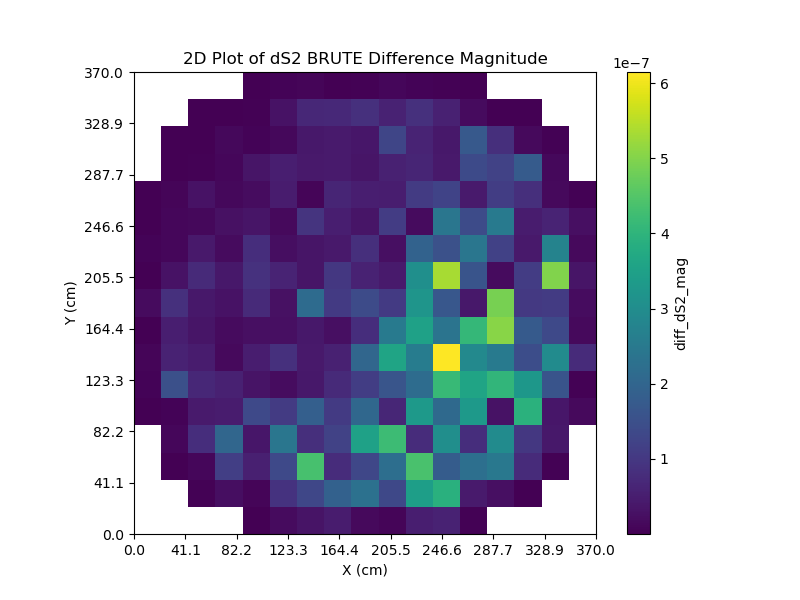 2D Plot of dS2 BRUTE Difference Magnitude
1e−7
370.0
328.9
287.7
246.6
205.5
164.4
123.3
82.2
41.1
0.0
Y (cm)
0.0 41.1 82.2 123.3 164.4 205.5 246.6 287.7 328.9 370.0
X (cm)
6
5
4
3
2
1
diff_dS2_mag